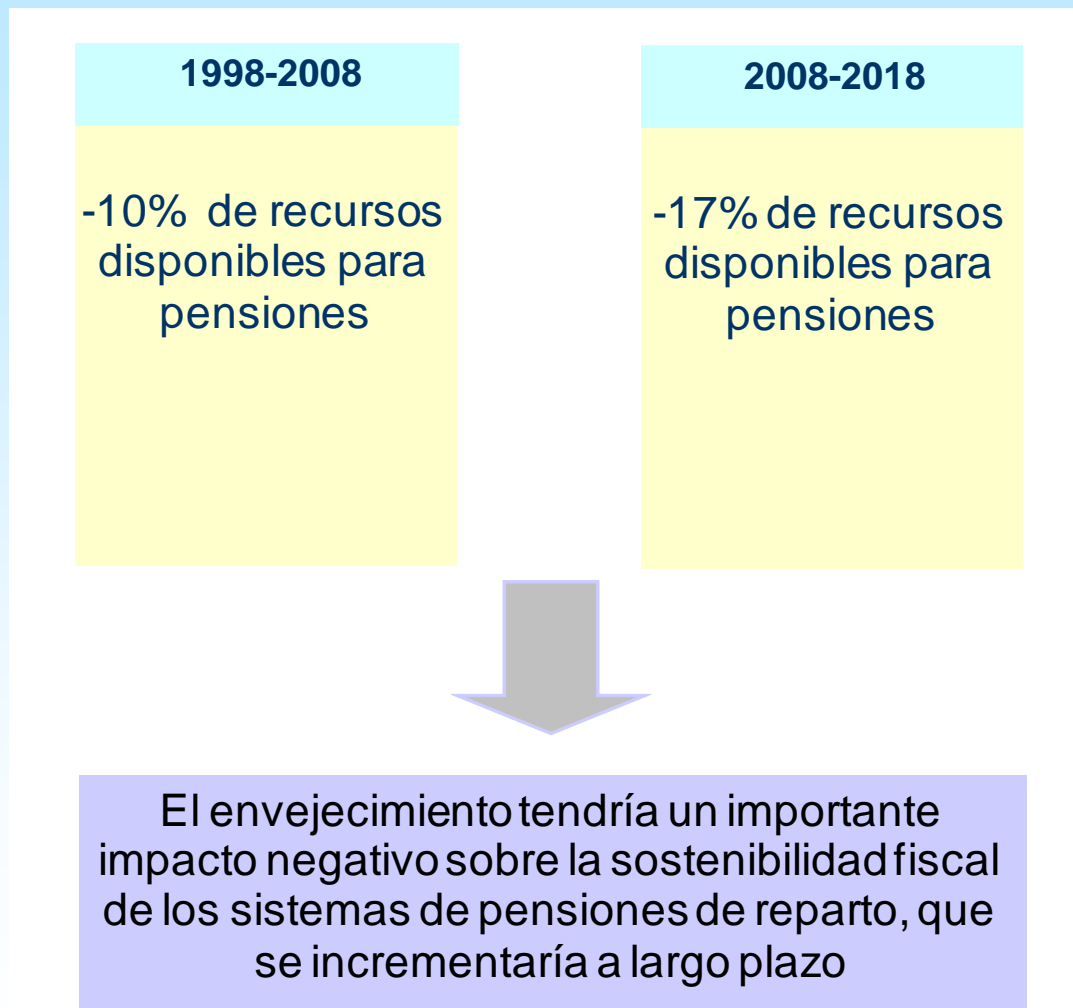 1998-2008
-10% de recursos
disponibles para
pensiones
2008-2018
-17% de recursos
disponibles para
pensiones
El envejecimiento tendría un importante
impacto negativo sobre la sostenibilidad fiscal
de los sistemas de pensiones de reparto, que
se incrementaría a largo plazo